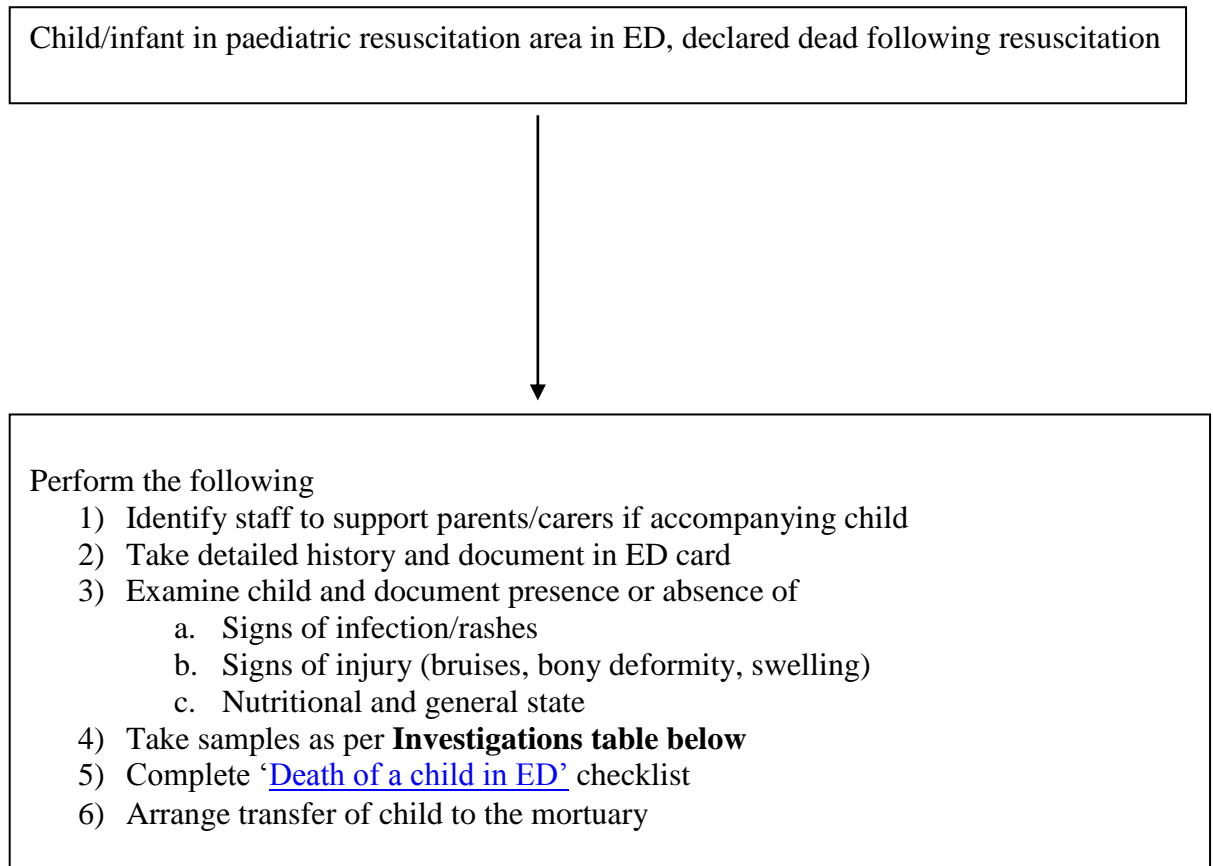 Child/infant in paediatric resuscitation area in ED, declared dead following resuscitation
Perform the following
1) Identify staff to support parents/carers if accompanying child
2) Take detailed history and document in ED card
3) Examine child and document presence or absence of
a. Signs of infection/rashes
b. Signs of injury (bruises, bony deformity, swelling)
c. Nutritional and general state
4) Take samples as per Investigations table below
5) Complete ‘Death of a child in ED’ checklist
6) Arrange transfer of child to the mortuary